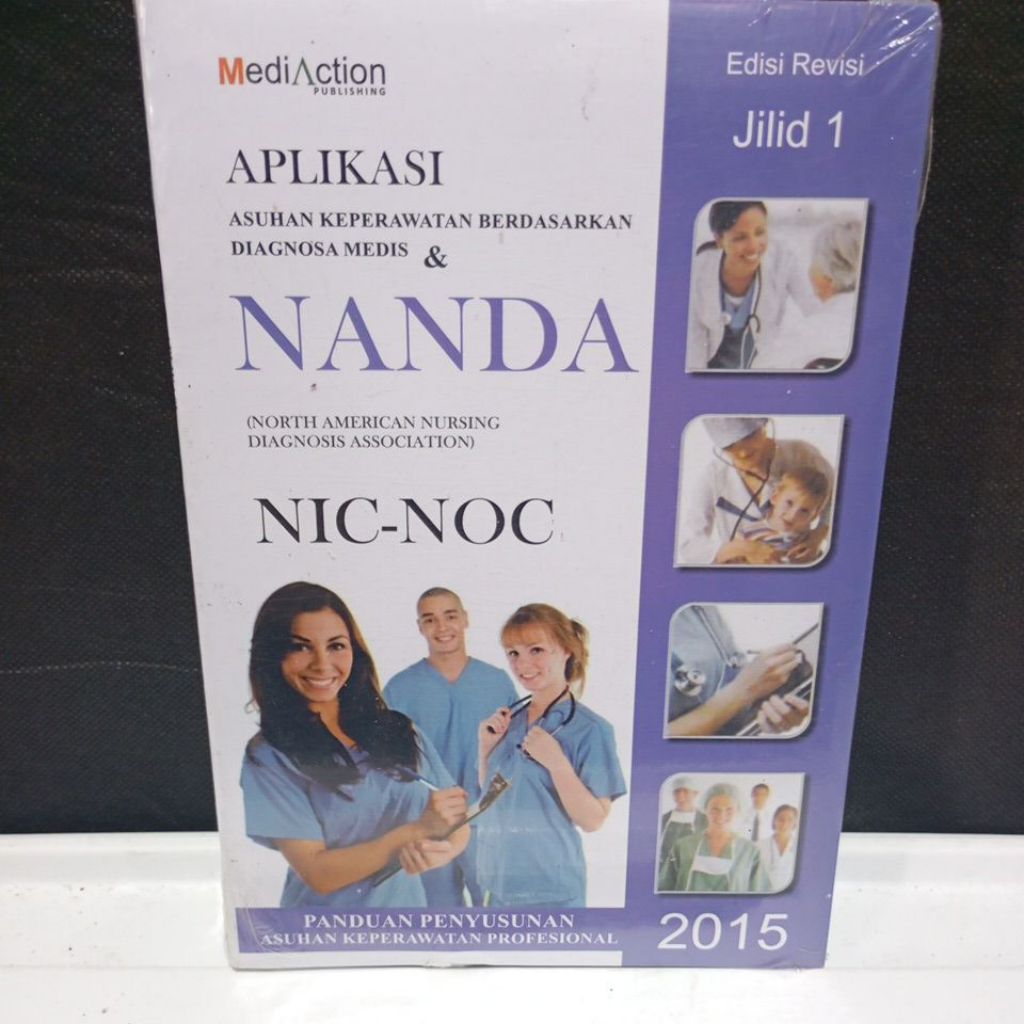 MediAction
PUBLISHING
Edisi Revisi
Jilid 1
APLIKASI
ASUHAN KEPERAWATAN BERDASARKAN
DIAGNOSA MEDIS &
NANDA
(NORTH AMERICAN NURSING
DIAGNOSIS ASSOCIATION)
NIC-NOC
PANDUAN PENYUSUNAN
ASUHAN KEPERAWATAN PROFESIONAL
2015